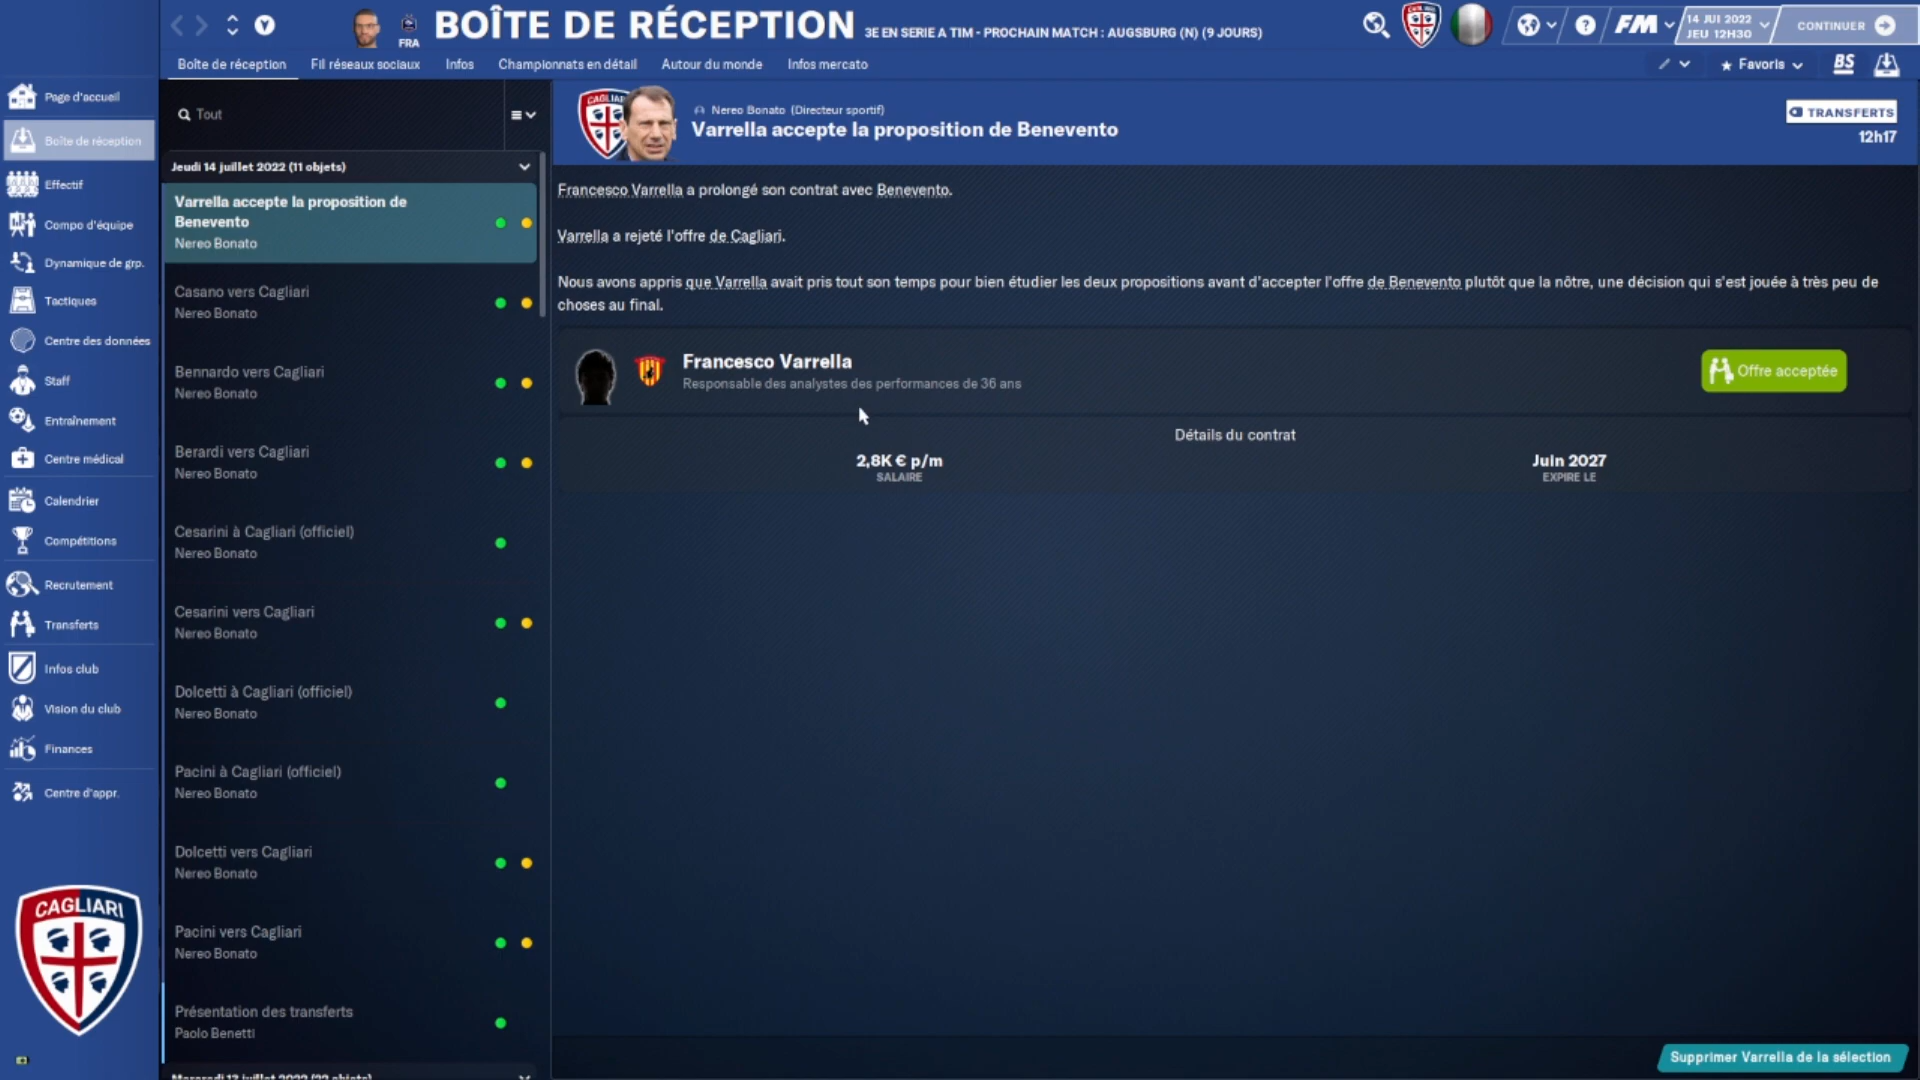 BOÎTE DE RÉCEPTION
3E EN SERIE A TIM - PROCHAIN MATCH : AUGSBURG (N) (9 JOURS)
FRA
Y
FM
14 JUI 2022
JEU 12H30
CONTINUER
Boîte de réception
Fil réseaux sociaux
Infos
Championnats en détail
Autour du monde
Infos mercato
Favoris
BS
Page d'accueil
Boîte de réception
Effectif
Compo d'équipe
Dynamique de grp.
Tactiques
Centre des données
Staff
Entraînement
Centre médical
Calendrier
Compétitions
Recrutement
Transferts
Infos club
Vision du club
Finances
Centre d'appr.
CAGLIARI
Tout
Jeudi 14 juillet 2022 (11 objets)
Varrella accepte la proposition de
Benevento
Nereo Bonato
Casano vers Cagliari
Nereo Bonato
Bennardo vers Cagliari
Nereo Bonato
Berardi vers Cagliari
Nereo Bonato
Cesarini à Cagliari (officiel)
Nereo Bonato
Cesarini vers Cagliari
Nereo Bonato
Dolcetti à Cagliari (officiel)
Nereo Bonato
Pacini à Cagliari (officiel)
Nereo Bonato
Dolcetti vers Cagliari
Nereo Bonato
Pacini vers Cagliari
Nereo Bonato
Présentation des transferts
Paolo Benetti
Mercredi 13 juillet 2022 (22 objets)
Nereo Bonato (Directeur sportif)
Varrella accepte la proposition de Benevento
TRANSFERTS
12h17
Francesco Varrella a prolongé son contrat avec Benevento.
Varrella a rejeté l'offre de Cagliari.
Nous avons appris que Varrella avait pris tout son temps pour bien étudier les deux propositions avant d'accepter l'offre de Benevento plutôt que la nôtre, une décision qui s'est jouée à très peu de
choses au final.
Francesco Varrella
Responsable des analystes des performances de 36 ans
Offre acceptée
Détails du contrat
2,8K € p/m
SALAIRE
Juin 2027
EXPIRE LE
Supprimer Varrella de la sélection